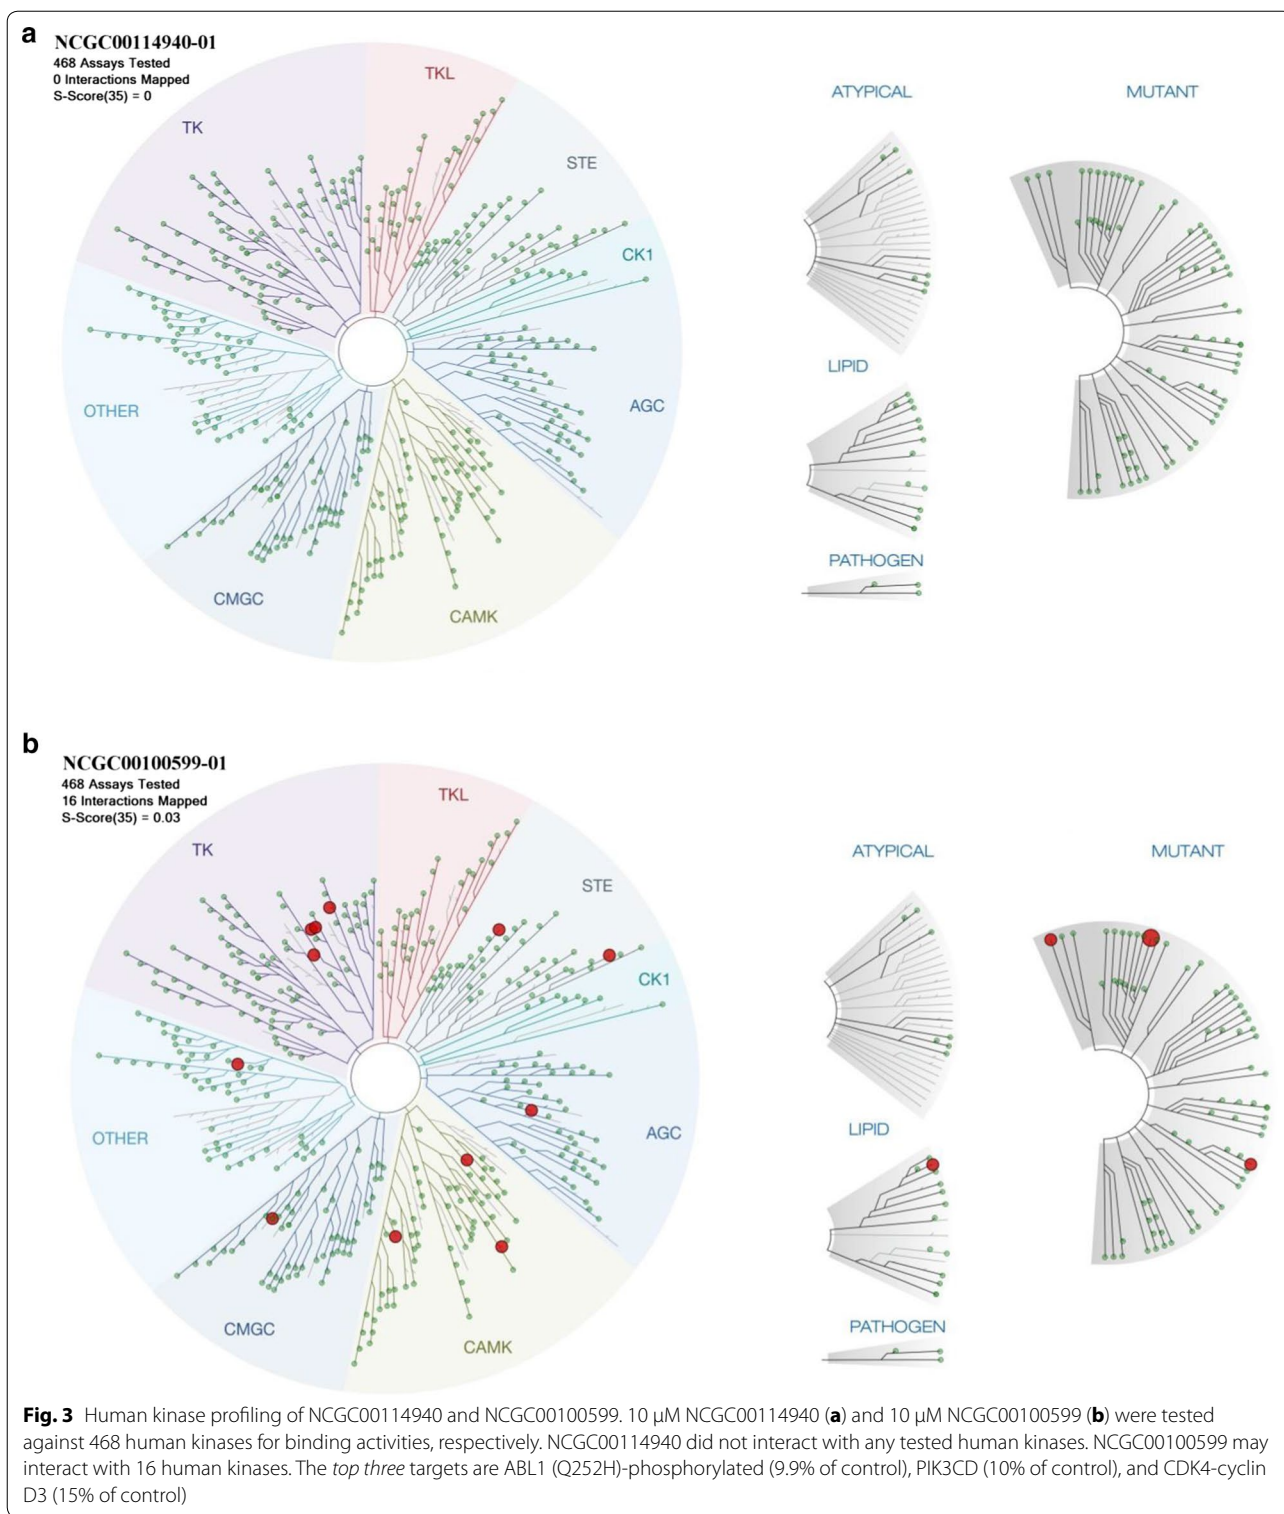 a
NCGC00114940-01
468 Assays Tested
0 Interactions Mapped
S-Score(35) = 0
TKL
TK
STE
CK1
OTHER
AGC
CMGC
CAMK
ATYPICAL
MUTANT
LIPID
PATHOGEN
b
NCGC00100599-01
468 Assays Tested
16 Interactions Mapped
S-Score(35) = 0.03
TKL
TK
STE
CK1
OTHER
AGC
CMGC
CAMK
ATYPICAL
MUTANT
LIPID
PATHOGEN
Fig. 3 Human kinase profiling of NCGC00114940 and NCGC00100599. 10 µM NCGC00114940 (a) and 10 µM NCGC00100599 (b) were tested
against 468 human kinases for binding activities, respectively. NCGC00114940 did not interact with any tested human kinases. NCGC00100599 may
interact with 16 human kinases. The top three targets are ABL1 (Q252H)-phosphorylated (9.9% of control), PIK3CD (10% of control), and CDK4-cyclin
D3 (15% of control)